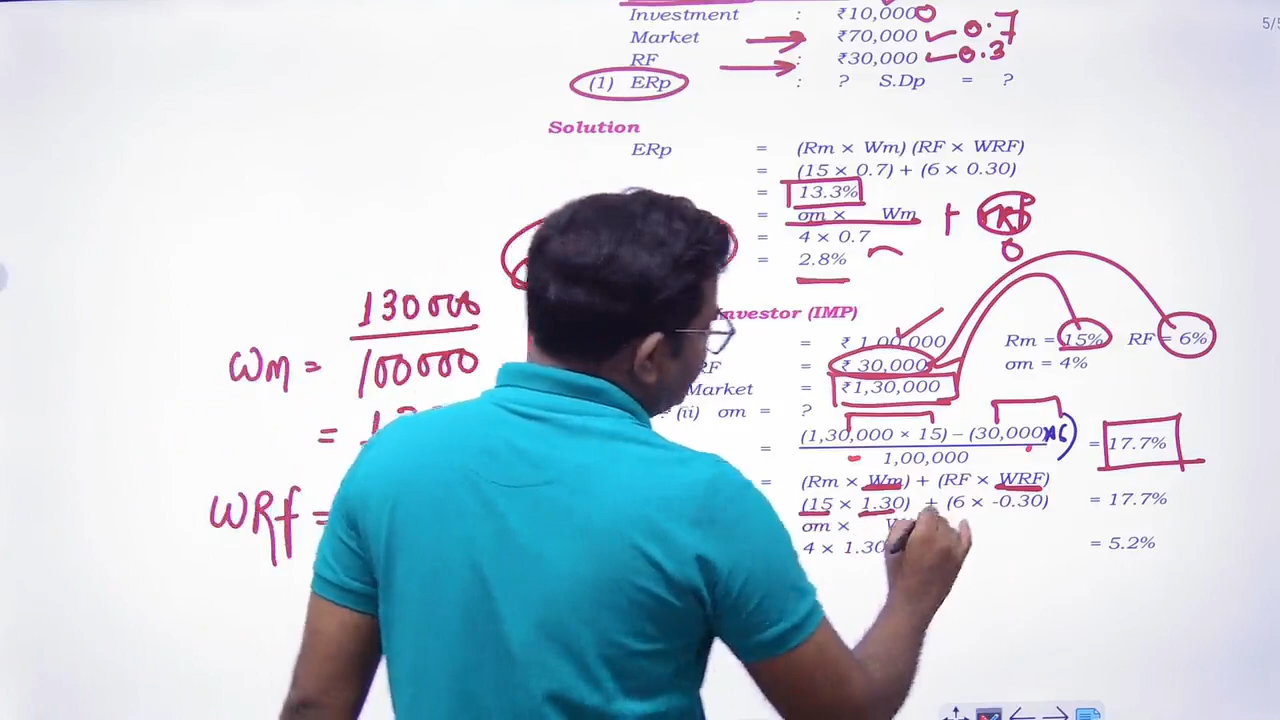 Investment : ₹10,000 0
Market ₹70,000 0.7
RF : ₹30,000 0.3
(1) ERp : ? S.Dp = ?
5/5
Solution
ERp = (Rm × Wm) (RF × WRF)
= (15 × 0.7) + (6 × 0.30)
= 13.3%
= σm × Wm +
0
= 4 × 0.7
= 2.8%
Investor (IMP)
= ₹ 1,00,000 Rm = 15% RF = 6%
RF = ₹ 30,000 σm = 4%
Market = ₹1,30,000
(ii) σm = ?
= (1,30,000 × 15) – (30,000 ×6) = 17.7%
1,00,000
= (Rm × Wm) + (RF × WRF)
(15 × 1.30) + (6 × -0.30) = 17.7%
σm ×
4 × 1.30 = 5.2%
130000
Wm = 100000
=
WRf =